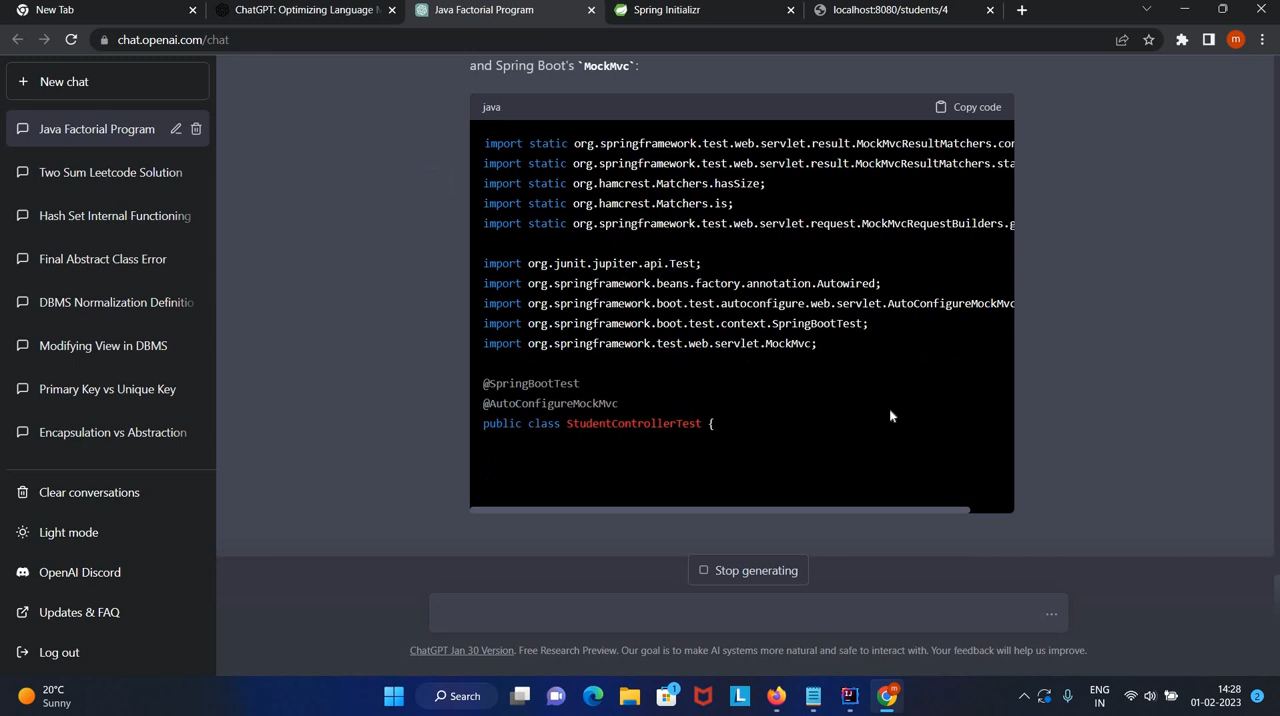 New Tab
ChatGPT: Optimizing Language M
Java Factorial Program
Spring Initializr
localhost:8080/students/4
chat.openai.com/chat
m
New chat
Java Factorial Program
Two Sum Leetcode Solution
Hash Set Internal Functioning
Final Abstract Class Error
DBMS Normalization Definitio
Modifying View in DBMS
Primary Key vs Unique Key
Encapsulation vs Abstraction
Clear conversations
Light mode
OpenAI Discord
Updates & FAQ
Log out
and Spring Boot's `MockMvc`:
java
Copy code
import static org.springframework.test.web.servlet.result.MockMvcResultMatchers.con
import static org.springframework.test.web.servlet.result.MockMvcResultMatchers.sta
import static org.hamcrest.Matchers.hasSize;
import static org.hamcrest.Matchers.is;
import static org.springframework.test.web.servlet.request.MockMvcRequestBuilders.g
import org.junit.jupiter.api.Test;
import org.springframework.beans.factory.annotation.Autowired;
import org.springframework.boot.test.autoconfigure.web.servlet.AutoConfigureMockMvc
import org.springframework.boot.test.context.SpringBootTest;
import org.springframework.test.web.servlet.MockMvc;
@SpringBootTest
@AutoConfigureMockMvc
public class StudentControllerTest {
Stop generating
ChatGPT Jan 30 Version. Free Research Preview. Our goal is to make AI systems more natural and safe to interact with. Your feedback will help us improve.
20°C
Sunny
Search
1
L
m
ENG
IN
14:28
01-02-2023
2